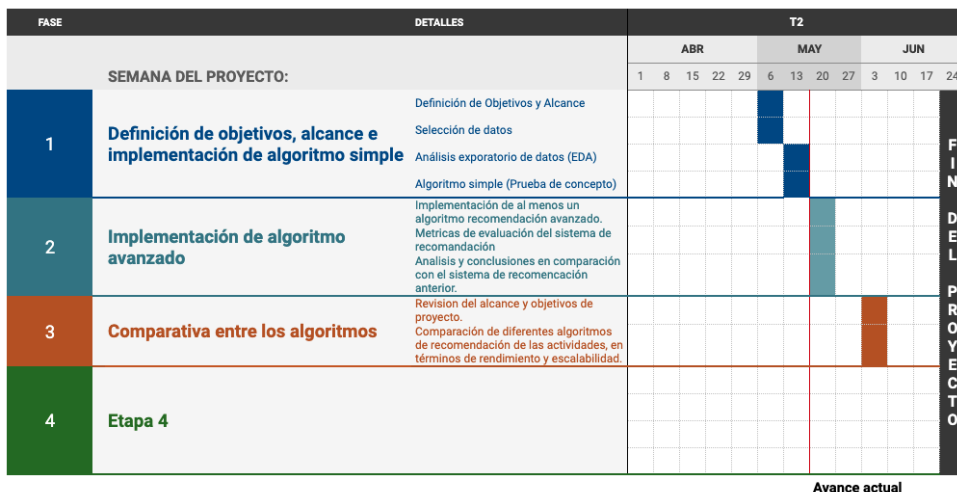 FASE
DETALLES
T2
ABR
MAY
JUN
SEMANA DEL PROYECTO:
1 8 15 22 29 6 13 20 27 3 10 17 24
1
Definición de objetivos, alcance e
implementación de algoritmo simple
Definición de Objetivos y Alcance
Selección de datos
Análisis exporatorio de datos (EDA)
Algoritmo simple (Prueba de concepto)
2
Implementación de algoritmo
avanzado
Implementación de al menos un
algoritmo recomendación avanzado.
Metricas de evaluación del sistema de
recomandación
Analisis y conclusiones en comparación
con el sistema de recomencación
anterior.
3
Comparativa entre los algoritmos
Revision del alcance y objetivos de
proyecto.
Comparación de diferentes algoritmos
de recomendación de las actividades, en
términos de rendimiento y escalabilidad.
4
Etapa 4
FIN DEL PROYECTO
Avance actual